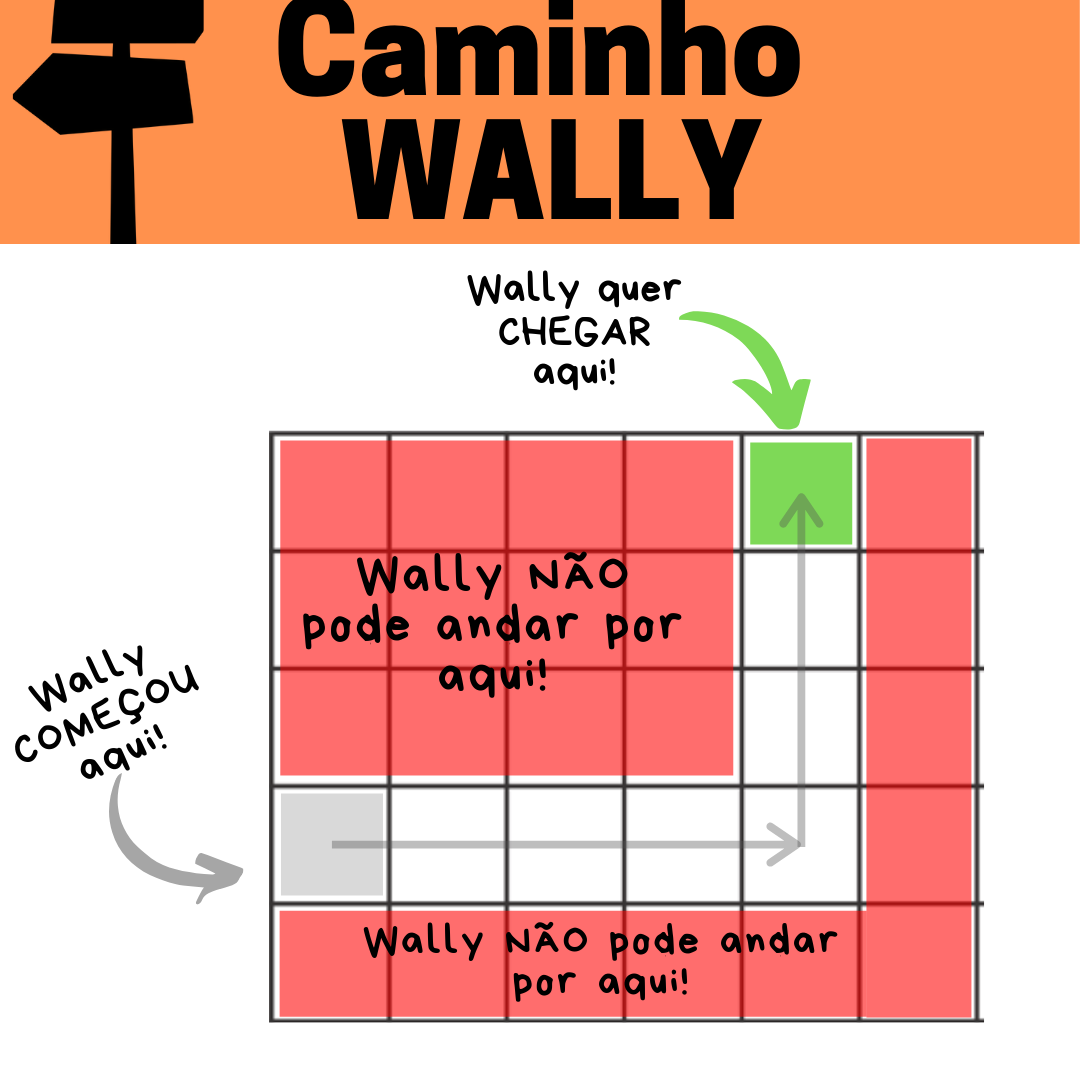 Caminho
WALLY
Wally quer
CHEGAR
aqui!
Wally NÃO
pode andar por
aqui!
Wally
COMEÇOU
aqui!
Wally NÃO pode andar
por aqui!